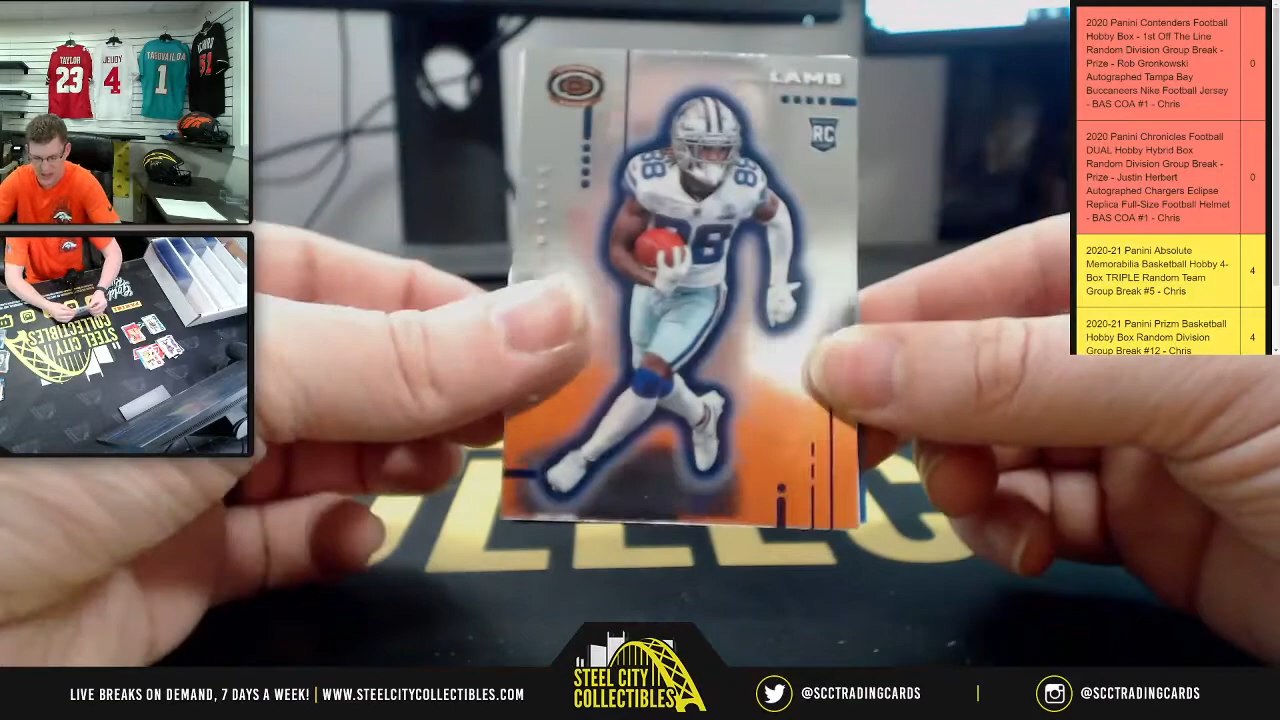 TAYLOR
23
JEUDY
4
TAGOVAILOA
1
LAMB
RC
88
88
88
2020 Panini Contenders Football
Hobby Box - 1st Off The Line
Random Division Group Break -
Prize - Rob Gronkowski
Autographed Tampa Bay
Buccaneers Nike Football Jersey
- BAS COA #1 - Chris
0
2020 Panini Chronicles Football
DUAL Hobby Hybrid Box
Random Division Group Break -
Prize - Justin Herbert
Autographed Chargers Eclipse
Replica Full-Size Football Helmet
- BAS COA #1 - Chris
0
2020-21 Panini Absolute
Memorabilia Basketball Hobby 4-
Box TRIPLE Random Team
Group Break #5 - Chris
4
2020-21 Panini Prizm Basketball
Hobby Box Random Division
Group Break #12 - Chris
4
STEEL CITY
COLLECTIBLES
LIVE BREAKS ON DEMAND, 7 DAYS A WEEK! | WWW.STEELCITYCOLLECTIBLES.COM
STEEL CITY
COLLECTIBLES
@SCCTRADINGCARDS
@SCCTRADINGCARDS